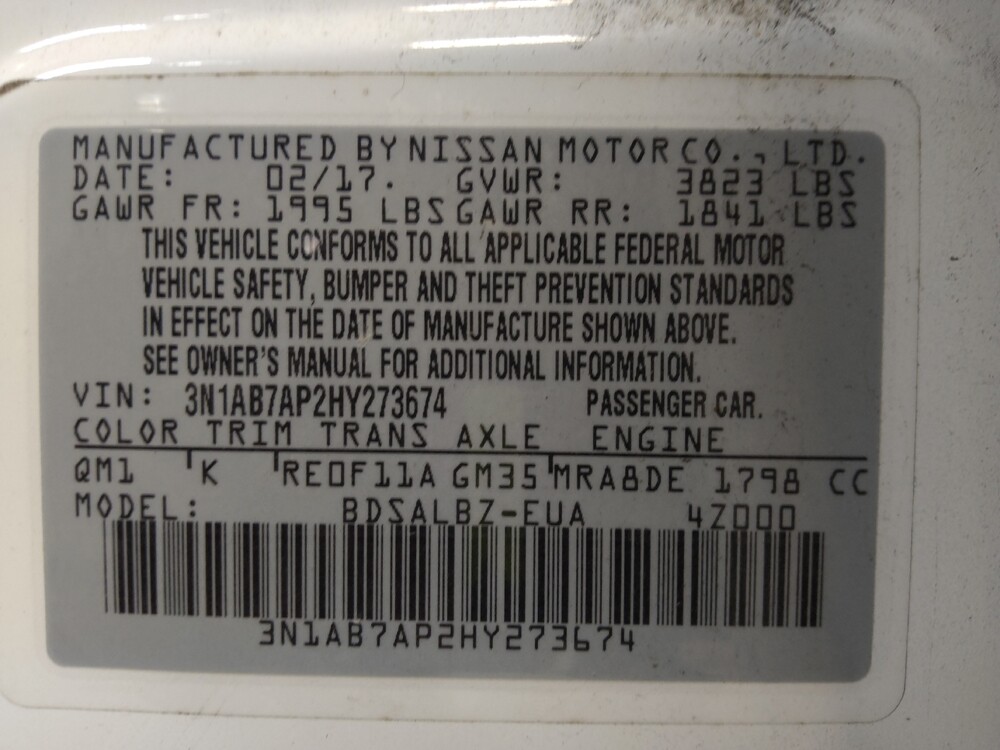 MANUFACTURED BY NISSAN MOTOR CO., LTD.
DATE: 02/17. GVWR: 3823 LBS
GAWR FR: 1995 LBS GAWR RR: 1841 LBS
THIS VEHICLE CONFORMS TO ALL APPLICABLE FEDERAL MOTOR
VEHICLE SAFETY, BUMPER AND THEFT PREVENTION STANDARDS
IN EFFECT ON THE DATE OF MANUFACTURE SHOWN ABOVE.
SEE OWNER'S MANUAL FOR ADDITIONAL INFORMATION.
VIN: 3N1AB7AP2HY273674 PASSENGER CAR.
COLOR TRIM TRANS AXLE ENGINE
QM1 K RE0F11A GM35 MRA8DE 1798 CC
MODEL: BDSALBZ-EUA 4Z000
3N1AB7AP2HY273674